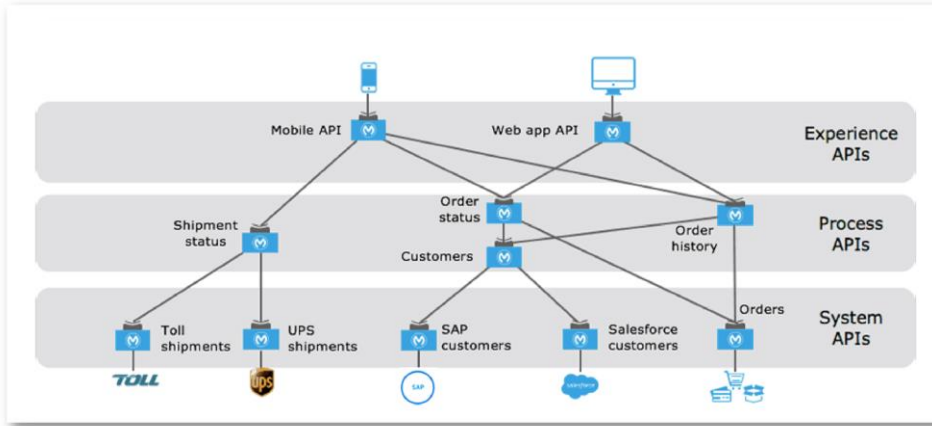 Mobile API
Web app API
Experience
APIs
Shipment
status
Order
status
Customers
Order
history
Process
APIs
Toll
shipments
UPS
shipments
SAP
customers
Salesforce
customers
Orders
System
APIs
TOLL
ups
SAP
salesforce